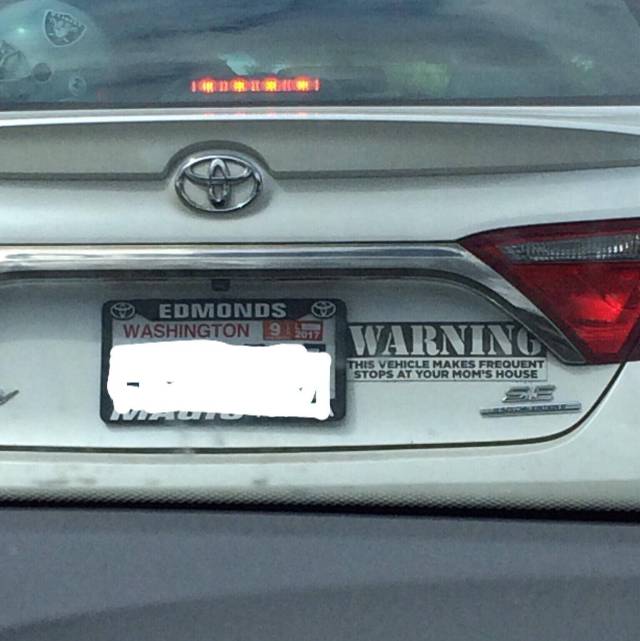 EDMONDS
WASHINGTON 9 2017
WARNING
THIS VEHICLE MAKES FREQUENT
STOPS AT YOUR MOM'S HOUSE
SE